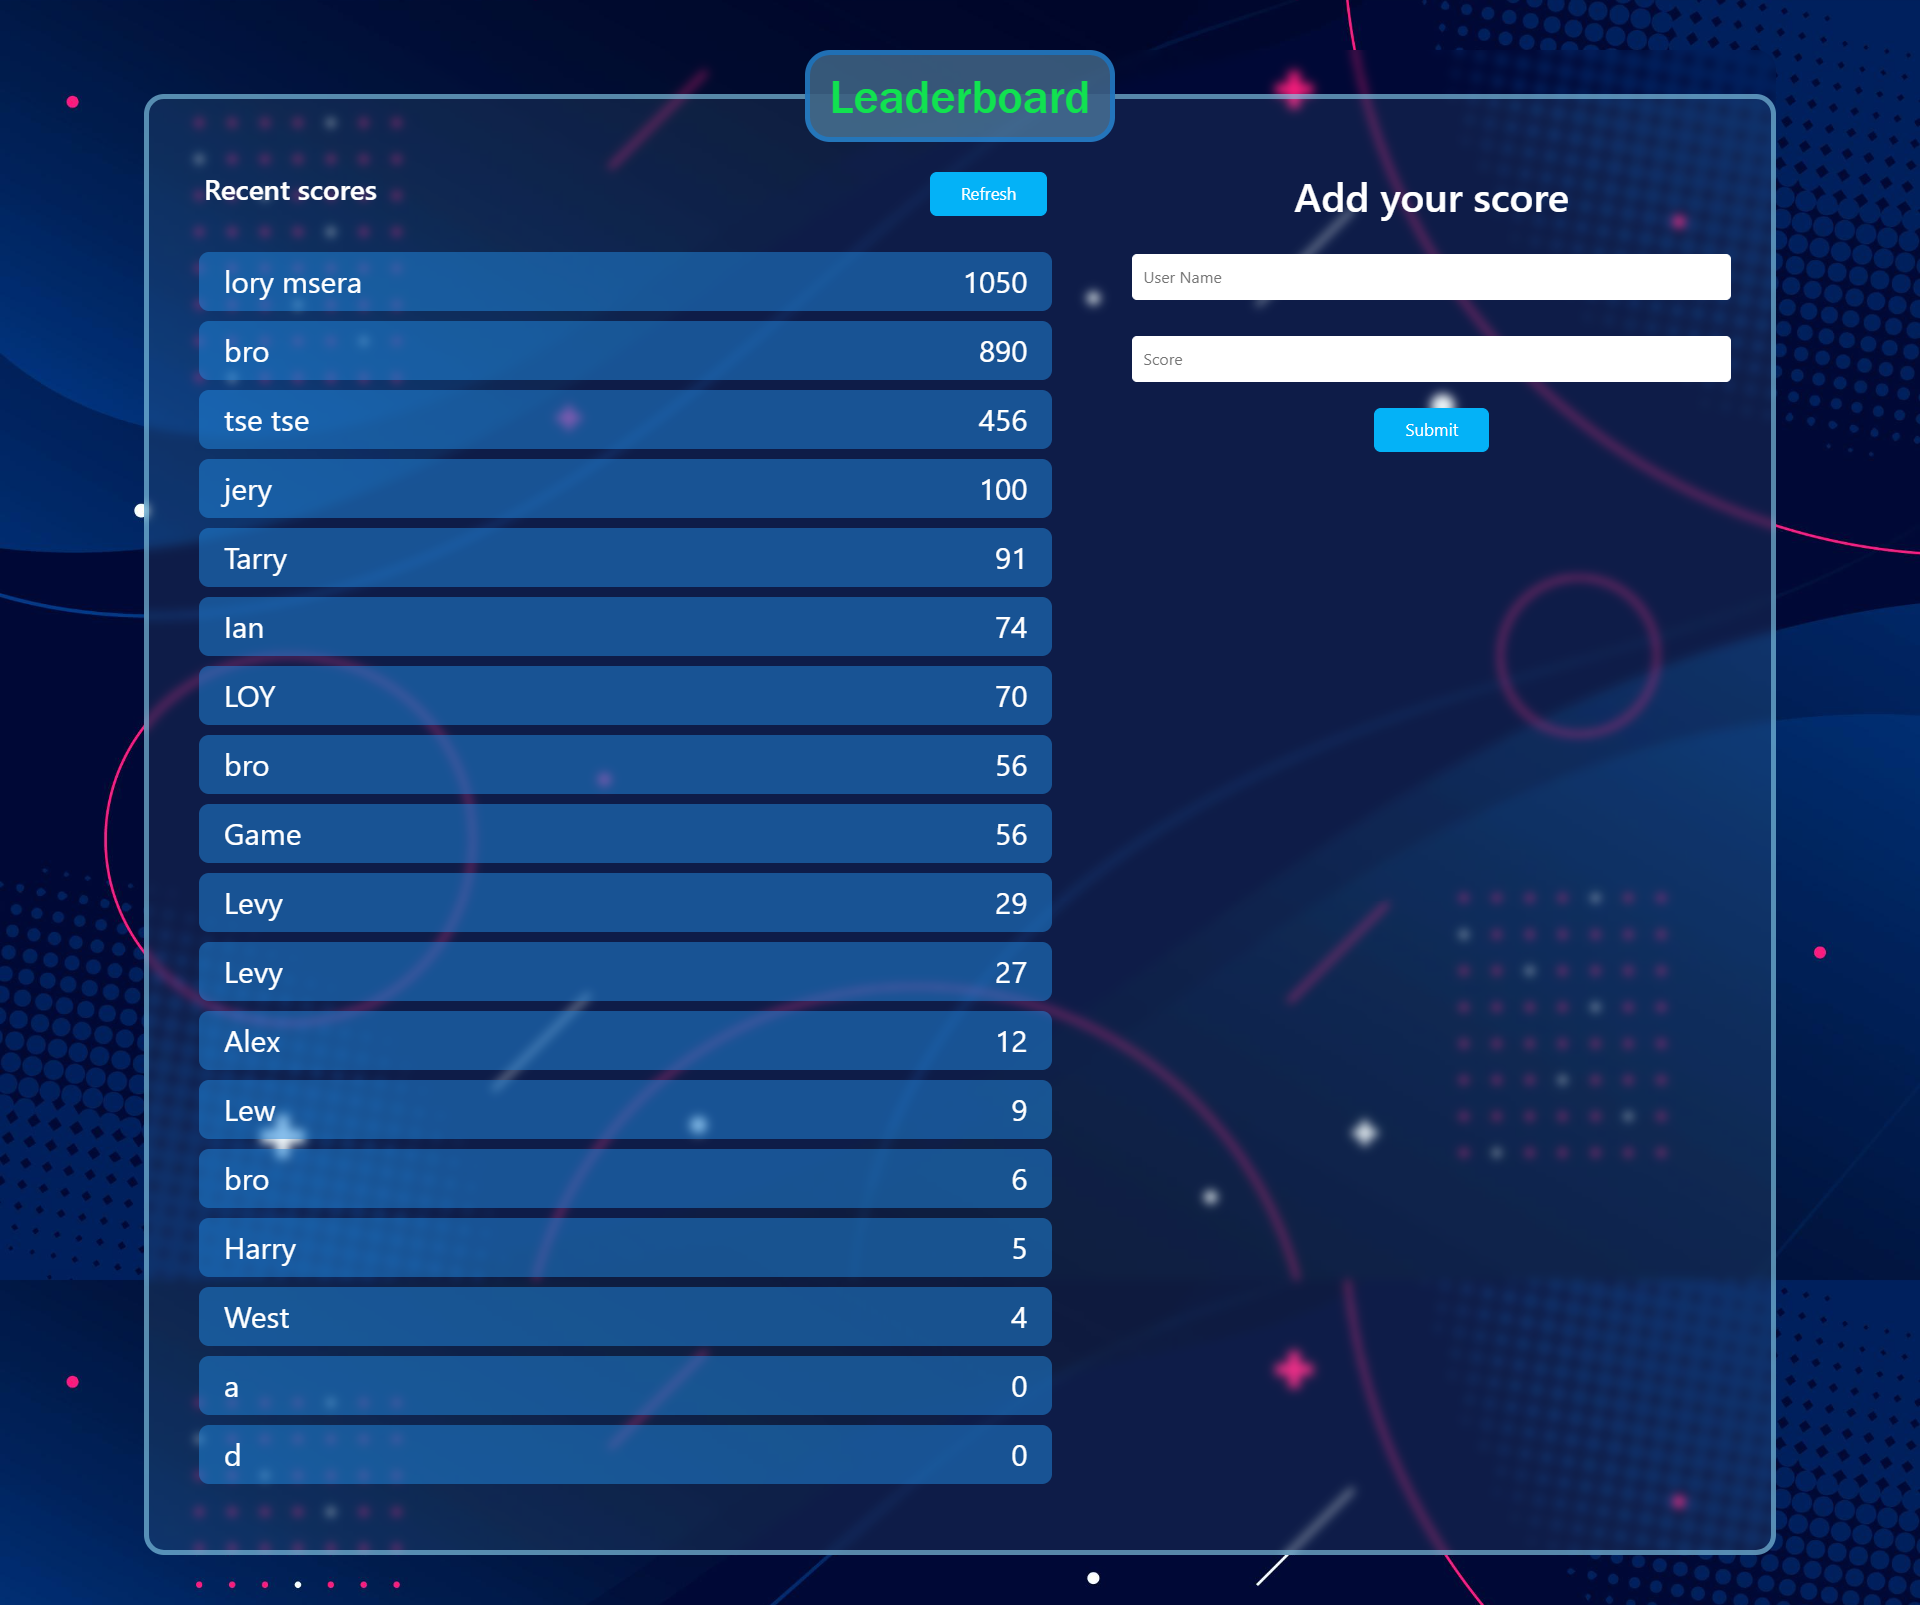 Leaderboard
Recent scores
Refresh
lory msera 1050
bro 890
tse tse 456
jery 100
Tarry 91
Ian 74
LOY 70
bro 56
Game 56
Levy 29
Levy 27
Alex 12
Lew 9
bro 6
Harry 5
West 4
a 0
d 0
Add your score
User Name
Score
Submit